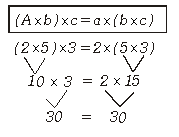 (A×b)×c=a×(b×c)
(2×5)×3=2×(5×3)
10 × 3 = 2 × 15
30 = 30